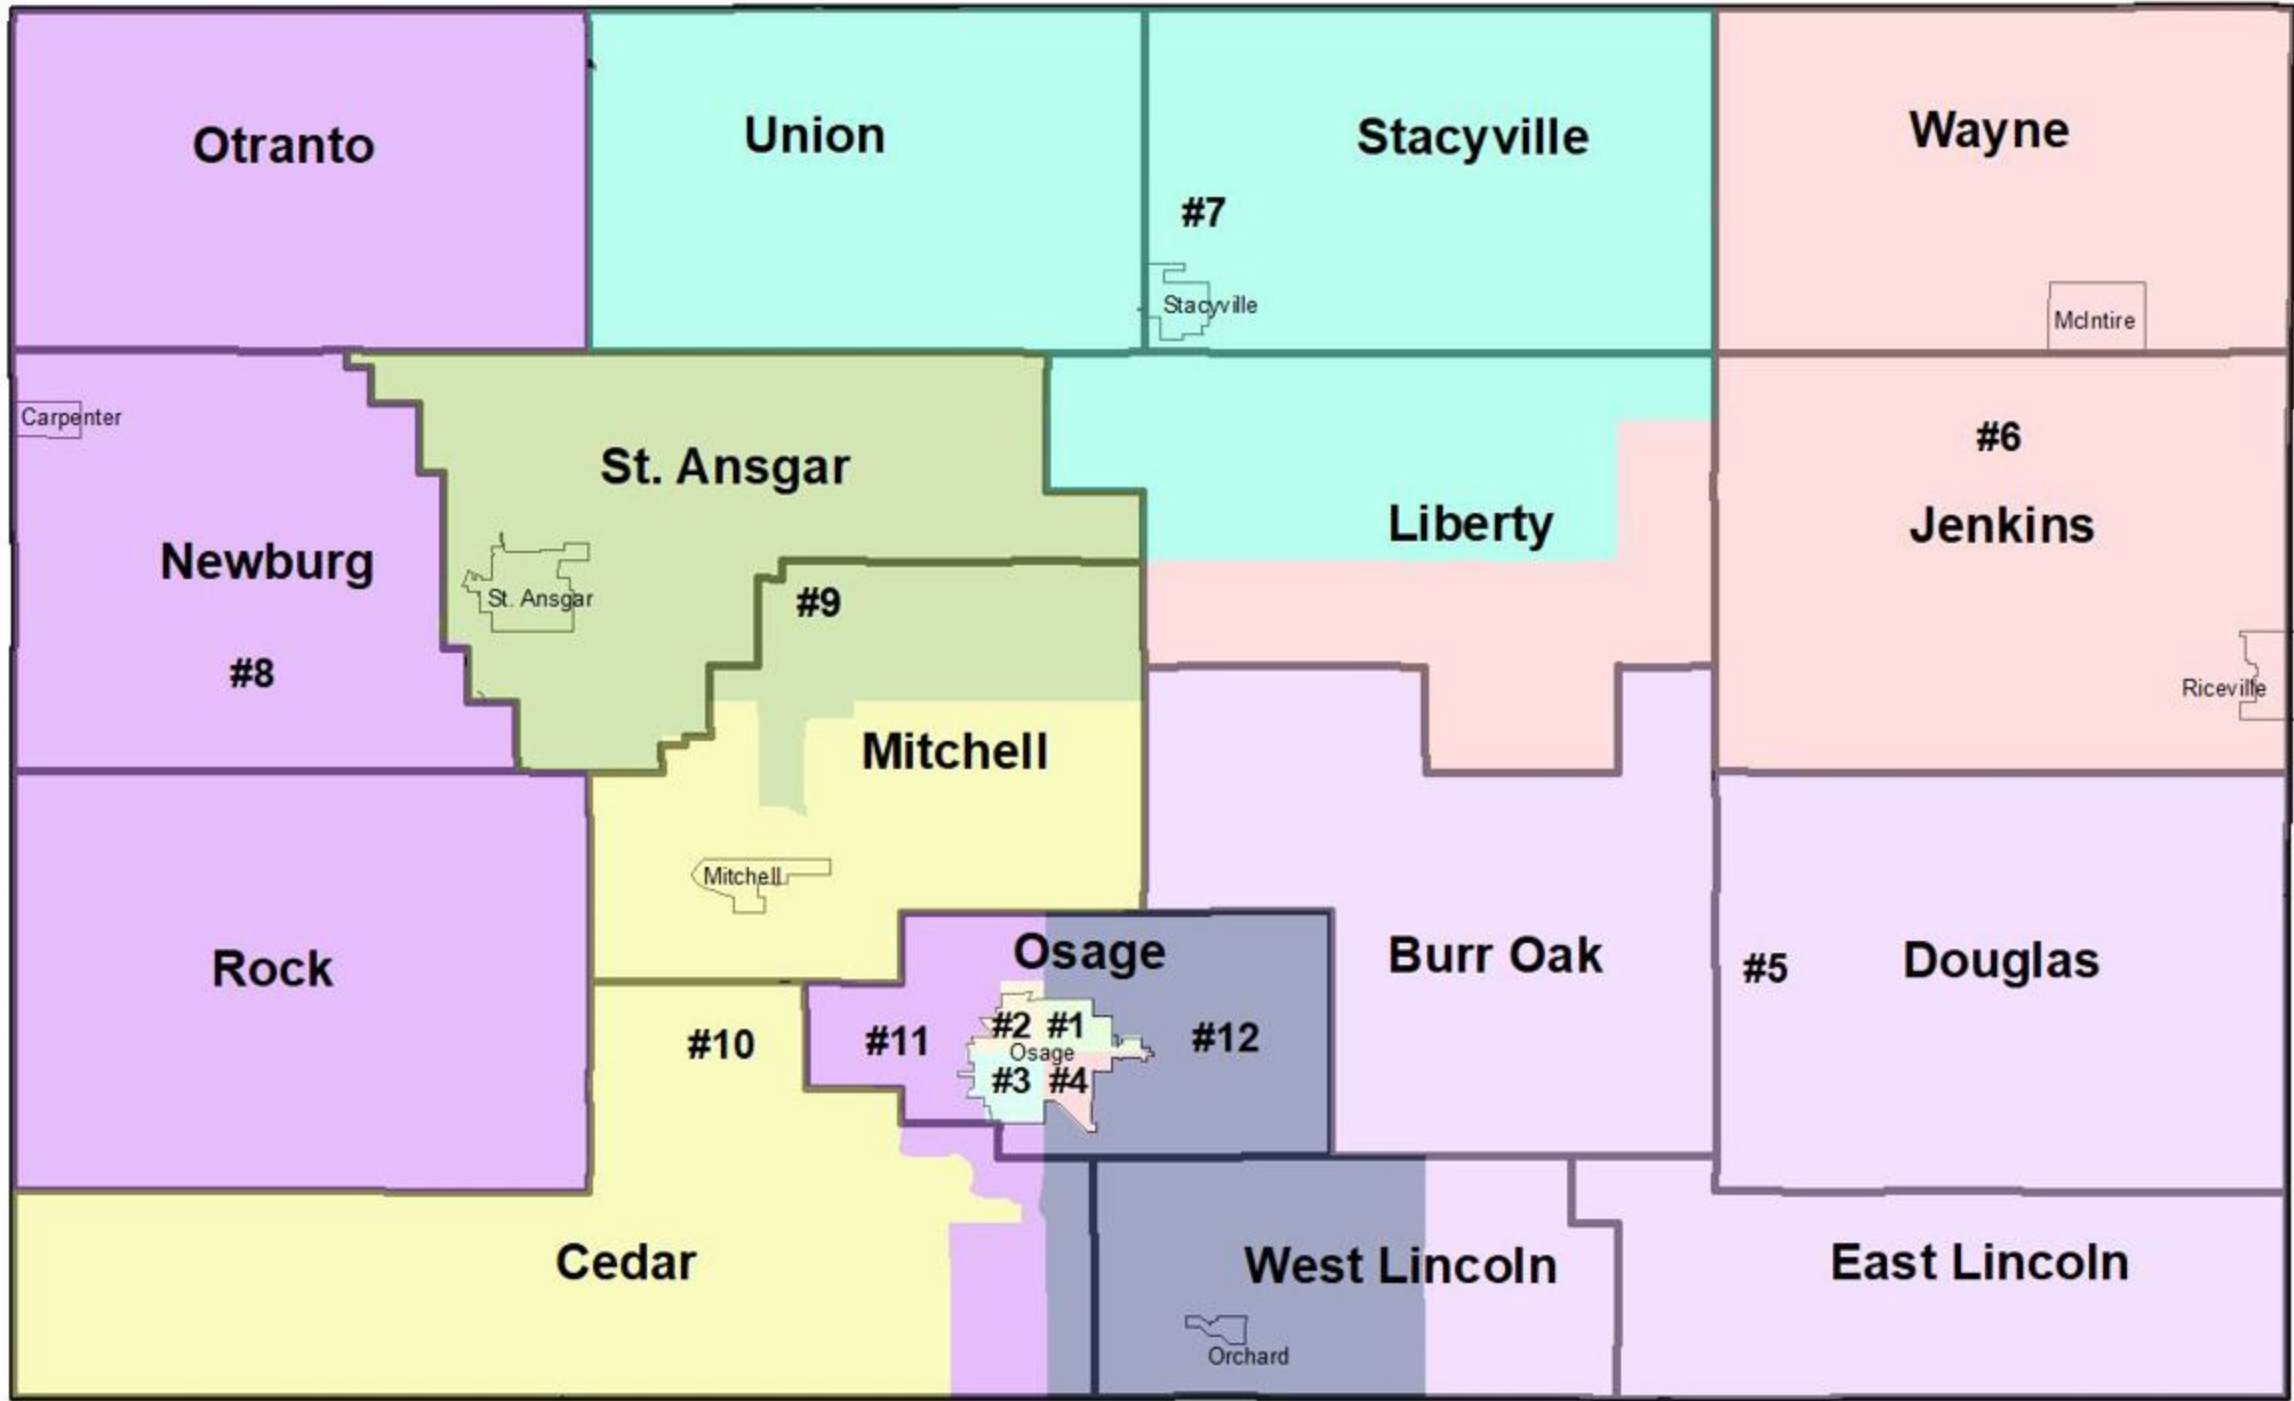 Otranto
Union
Stacyville
Wayne
#7
Stacyville
McIntire
Carpenter
St. Ansgar
#6
Liberty
Jenkins
Newburg
St. Ansgar
#9
#8
Riceville
Mitchell
Mitchell
Rock
Osage
Burr Oak
#5
Douglas
#10
#11
#2
#1
#12
Osage
#3
#4
Cedar
West Lincoln
East Lincoln
Orchard